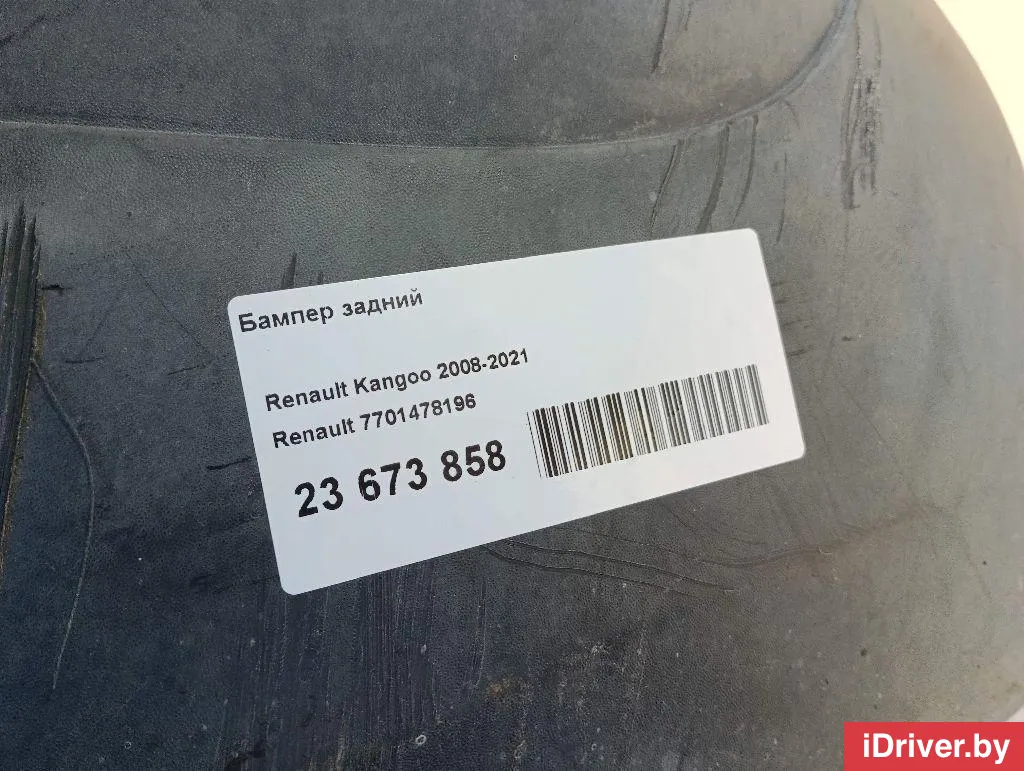 Бампер задний
Renault Kangoo 2008-2021
Renault 7701478196
23 673 858
iDriver.by